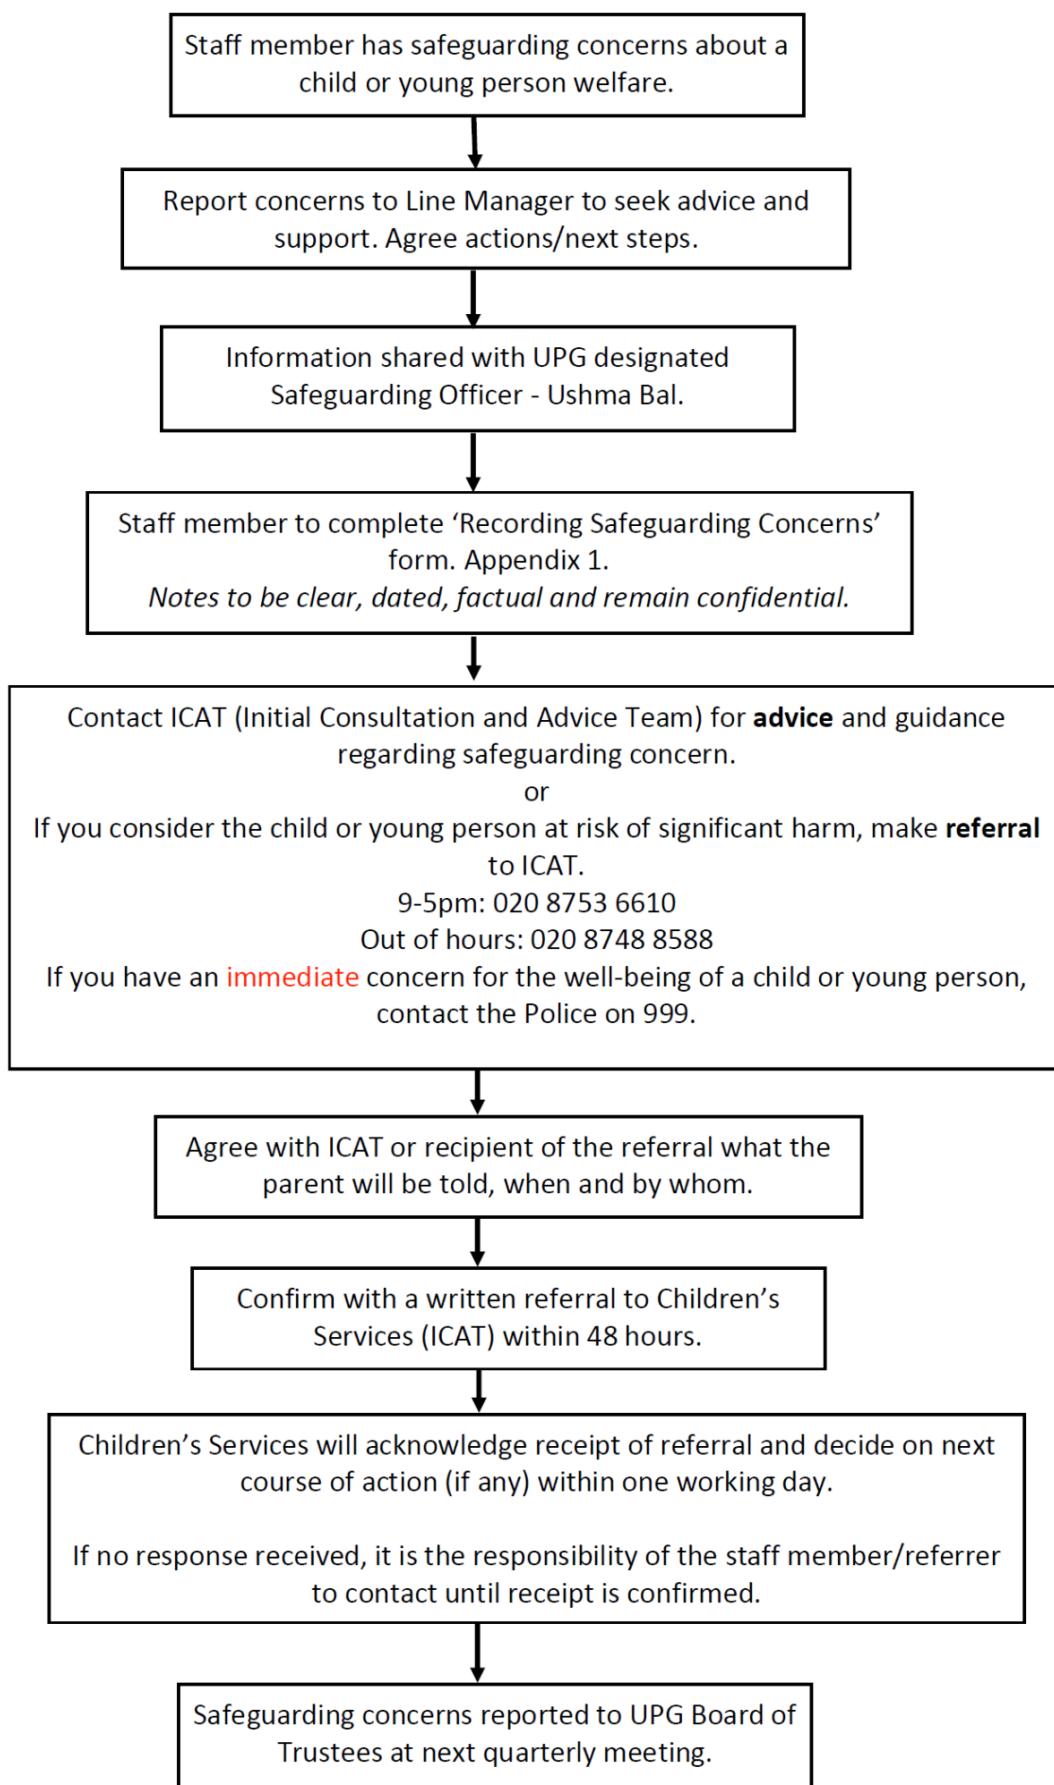 Staff member has safeguarding concerns about a
child or young person welfare.
Report concerns to Line Manager to seek advice and
support. Agree actions/next steps.
Information shared with UPG designated
Safeguarding Officer - Ushma Bal.
Staff member to complete ‘Recording Safeguarding Concerns’
form. Appendix 1.
Notes to be clear, dated, factual and remain confidential.
Contact ICAT (Initial Consultation and Advice Team) for advice and guidance
regarding safeguarding concern.
or
If you consider the child or young person at risk of significant harm, make referral
to ICAT.
9-5pm: 020 8753 6610
Out of hours: 020 8748 8588
If you have an immediate concern for the well-being of a child or young person,
contact the Police on 999.
Agree with ICAT or recipient of the referral what the
parent will be told, when and by whom.
Confirm with a written referral to Children’s
Services (ICAT) within 48 hours.
Children’s Services will acknowledge receipt of referral and decide on next
course of action (if any) within one working day.
If no response received, it is the responsibility of the staff member/referrer
to contact until receipt is confirmed.
Safeguarding concerns reported to UPG Board of
Trustees at next quarterly meeting.